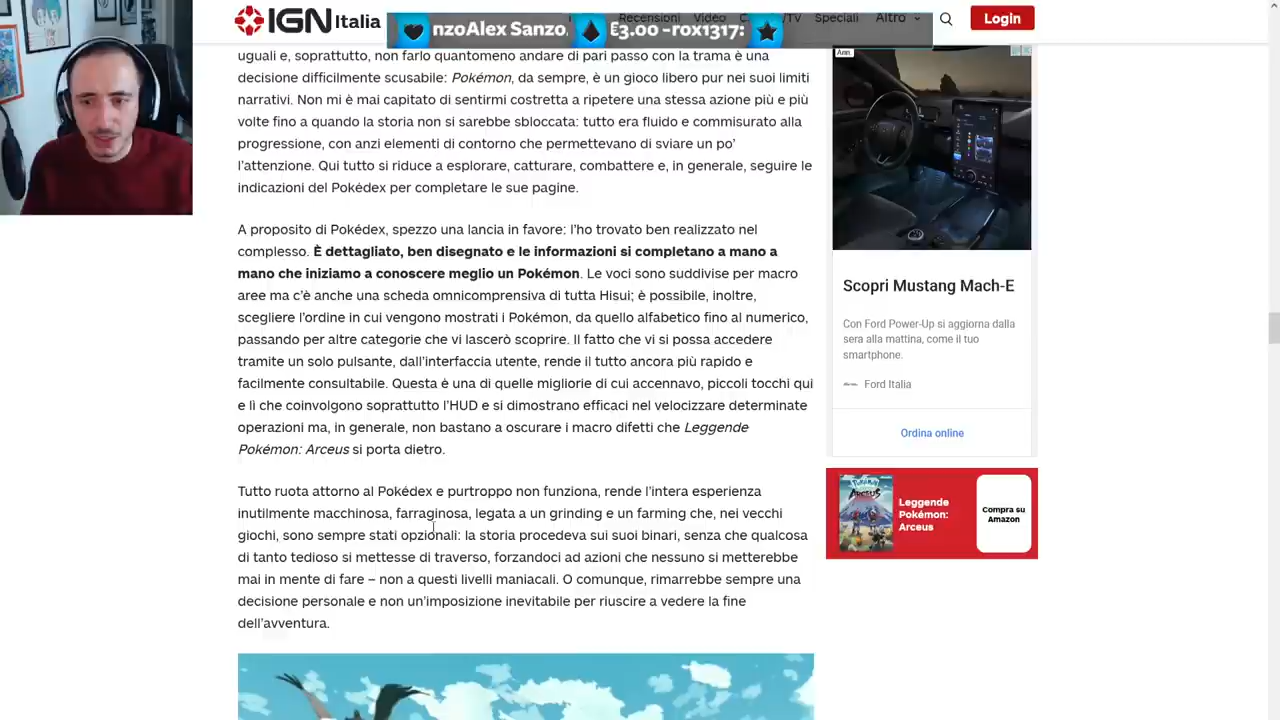 IGN Italia
Recensioni Video C /TV Speciali Altro
nzoAlex Sanzo.
£3.00 -rox1317:
Login
uguali e, soprattutto, non farlo quantomeno andare di pari passo con la trama è una
decisione difficilmente scusabile: Pokémon, da sempre, è un gioco libero pur nei suoi limiti
narrativi. Non mi è mai capitato di sentirmi costretta a ripetere una stessa azione più e più
volte fino a quando la storia non si sarebbe sbloccata: tutto era fluido e commisurato alla
progressione, con anzi elementi di contorno che permettevano di sviare un po’
l’attenzione. Qui tutto si riduce a esplorare, catturare, combattere e, in generale, seguire le
indicazioni del Pokédex per completare le sue pagine.
A proposito di Pokédex, spezzo una lancia in favore: l’ho trovato ben realizzato nel
complesso. È dettagliato, ben disegnato e le informazioni si completano a mano a
mano che iniziamo a conoscere meglio un Pokémon. Le voci sono suddivise per macro
aree ma c’è anche una scheda omnicomprensiva di tutta Hisui; è possibile, inoltre,
scegliere l’ordine in cui vengono mostrati i Pokémon, da quello alfabetico fino al numerico,
passando per altre categorie che vi lascerò scoprire. Il fatto che vi si possa accedere
tramite un solo pulsante, dall’interfaccia utente, rende il tutto ancora più rapido e
facilmente consultabile. Questa è una di quelle migliorie di cui accennavo, piccoli tocchi qui
e lì che coinvolgono soprattutto l’HUD e si dimostrano efficaci nel velocizzare determinate
operazioni ma, in generale, non bastano a oscurare i macro difetti che Leggende
Pokémon: Arceus si porta dietro.
Tutto ruota attorno al Pokédex e purtroppo non funziona, rende l’intera esperienza
inutilmente macchinosa, farraginosa, legata a un grinding e un farming che, nei vecchi
giochi, sono sempre stati opzionali: la storia procedeva sui suoi binari, senza che qualcosa
di tanto tedioso si mettesse di traverso, forzandoci ad azioni che nessuno si metterebbe
mai in mente di fare – non a questi livelli maniacali. O comunque, rimarrebbe sempre una
decisione personale e non un’imposizione inevitabile per riuscire a vedere la fine
dell’avventura.
Ann.
Scopri Mustang Mach-E
Con Ford Power-Up si aggiorna dalla
sera alla mattina, come il tuo
smartphone.
Ford Italia
Ordina online
ARCEUS
Leggende
Pokémon:
Arceus
Compra su
Amazon